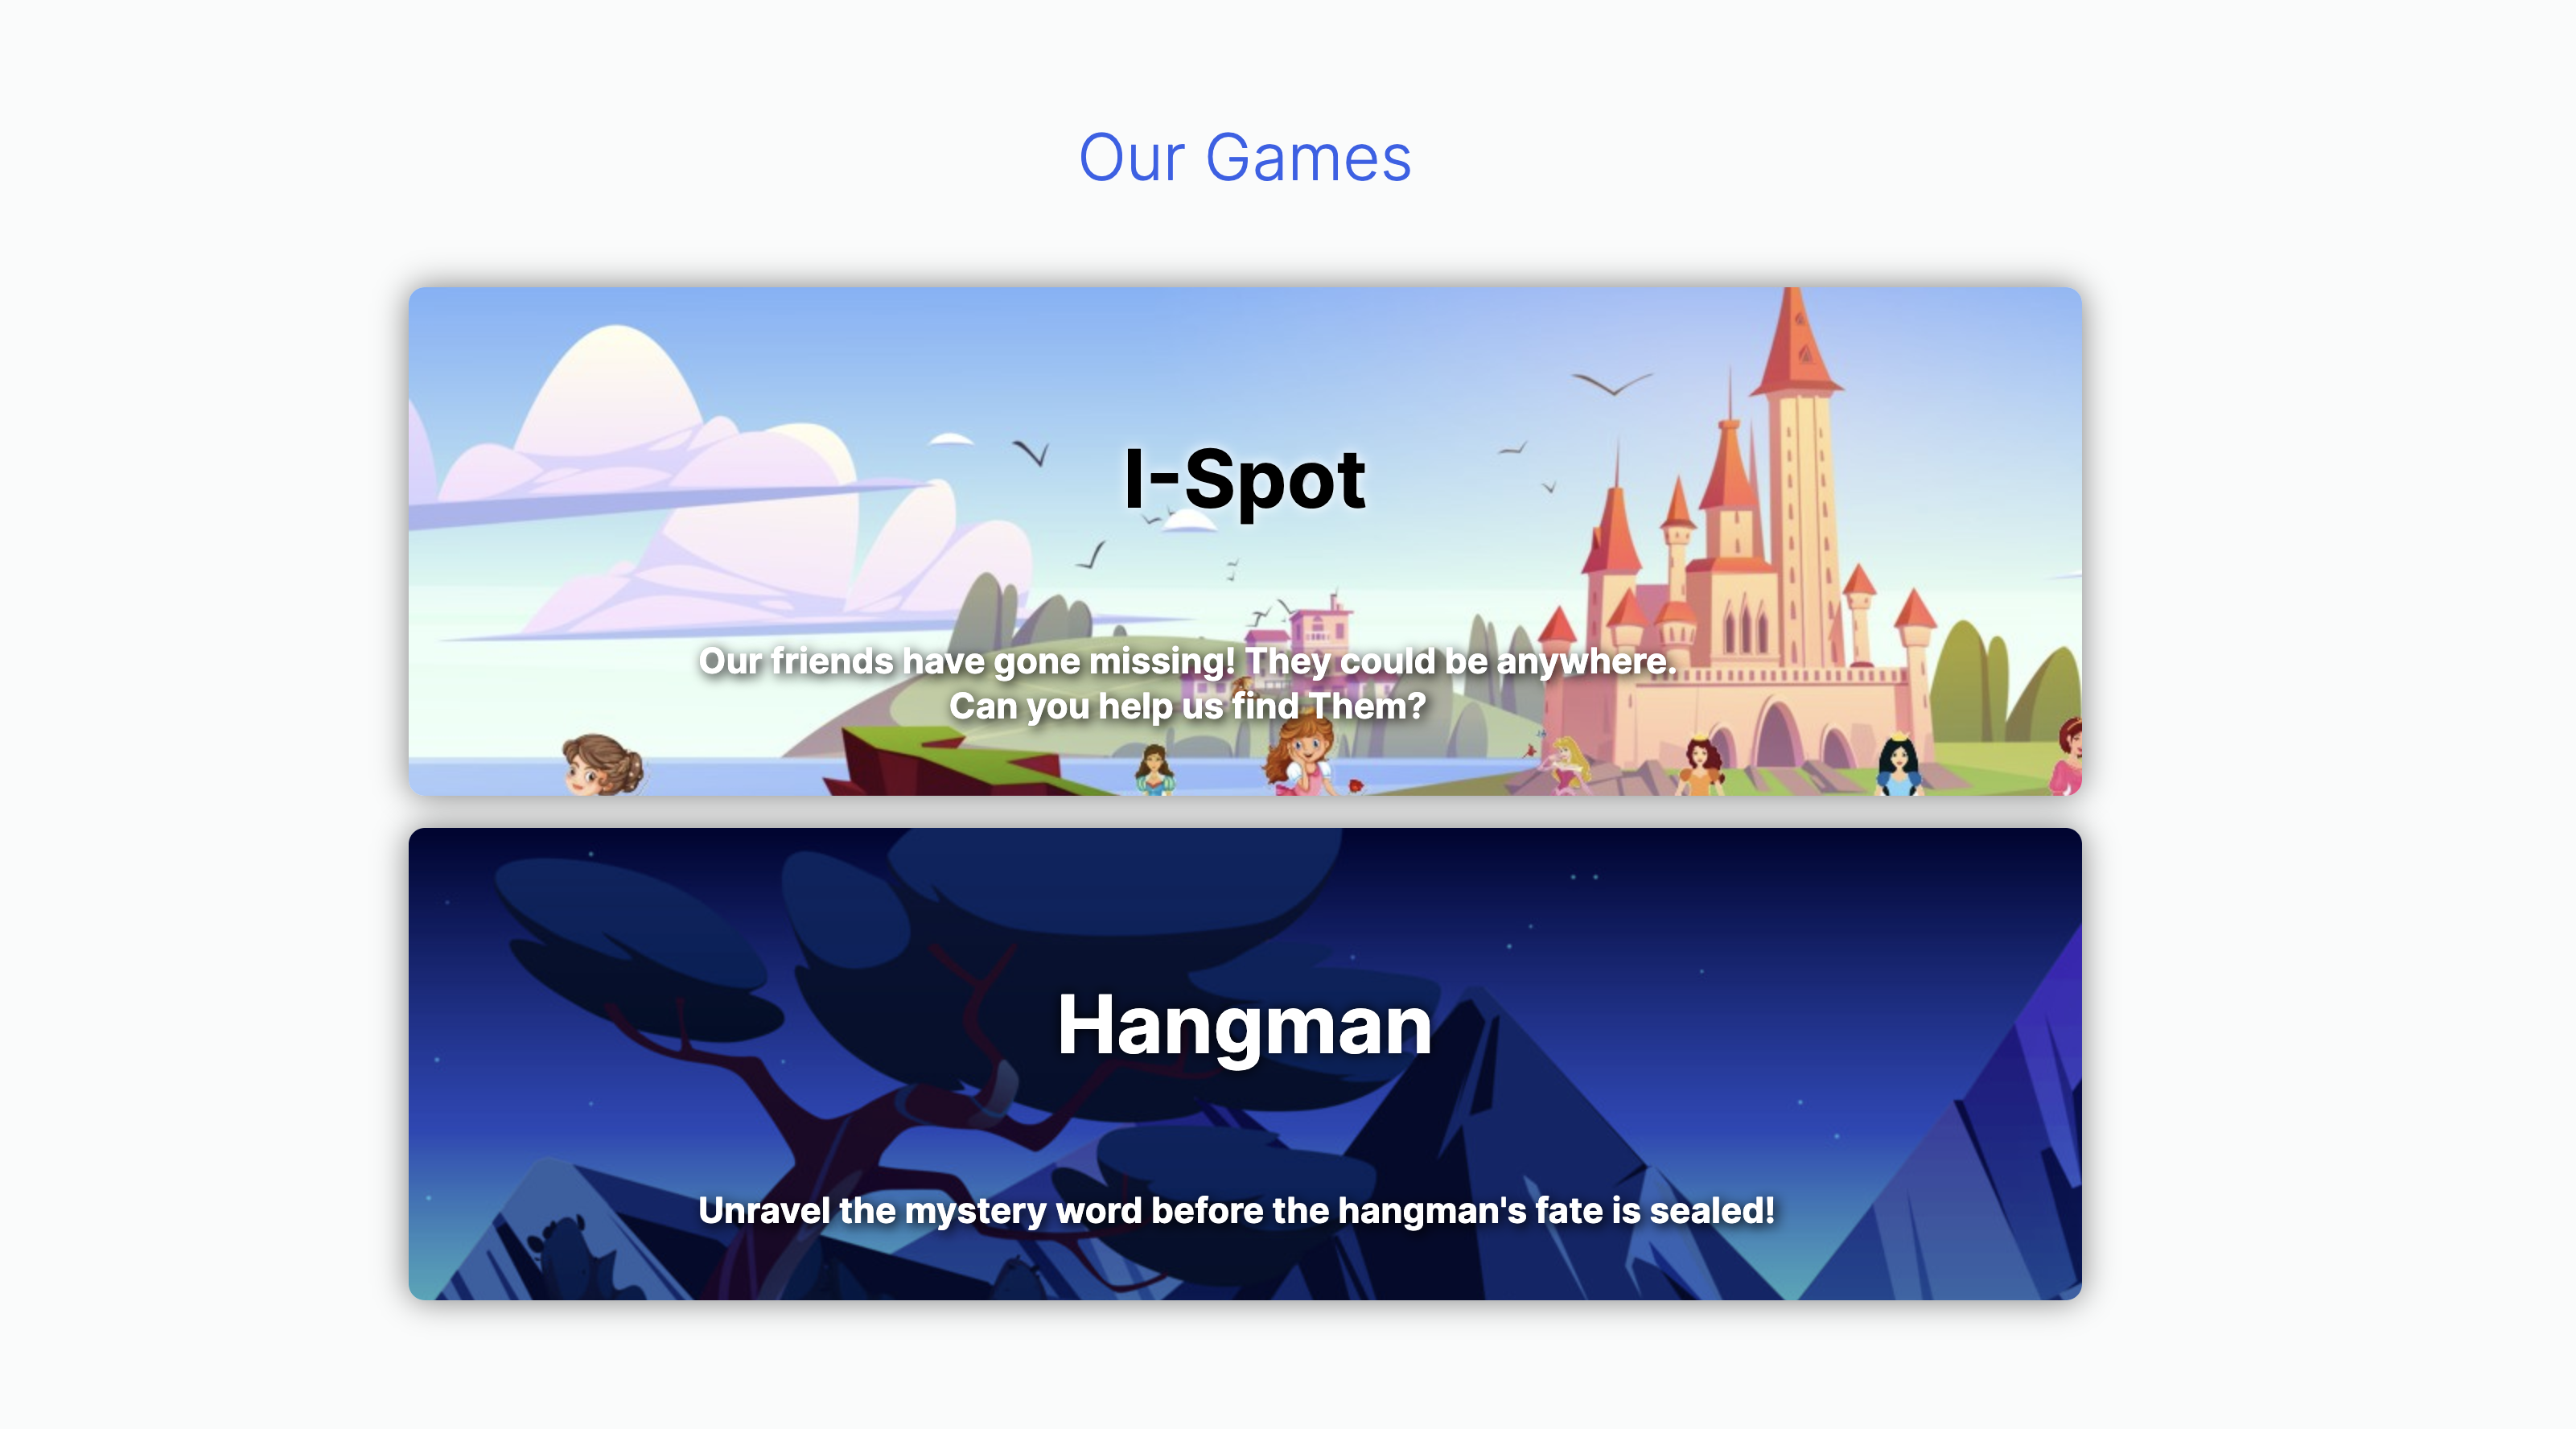 Our Games
I-Spot
Our friends have gone missing! They could be anywhere.
Can you help us find Them?
Hangman
Unravel the mystery word before the hangman's fate is sealed!